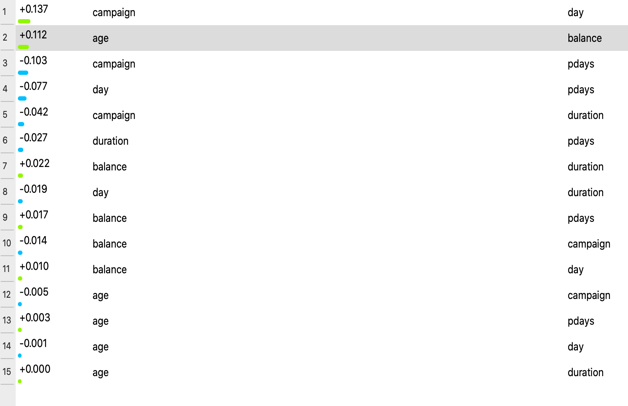 1 +0.137 campaign day
2 +0.112 age balance
3 -0.103 campaign pdays
4 -0.077 day pdays
5 -0.042 campaign duration
6 -0.027 duration pdays
7 +0.022 balance duration
8 -0.019 day duration
9 +0.017 balance pdays
10 -0.014 balance campaign
11 +0.010 balance day
12 -0.005 age campaign
13 +0.003 age pdays
14 -0.001 age day
15 +0.000 age duration